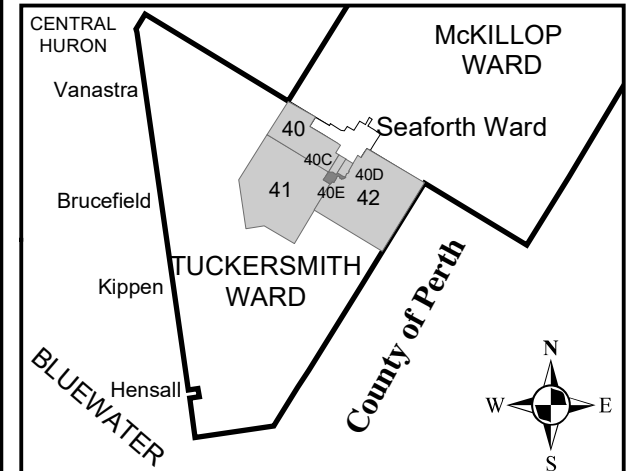 CENTRAL
HURON
McKILLOP
WARD
Vanastra
Seaforth Ward
40
40C
40D
40E
41
42
Brucefield
TUCKERSMITH
WARD
Kippen
County of Perth
Hensall
BLUEWATER
N
W
E
S